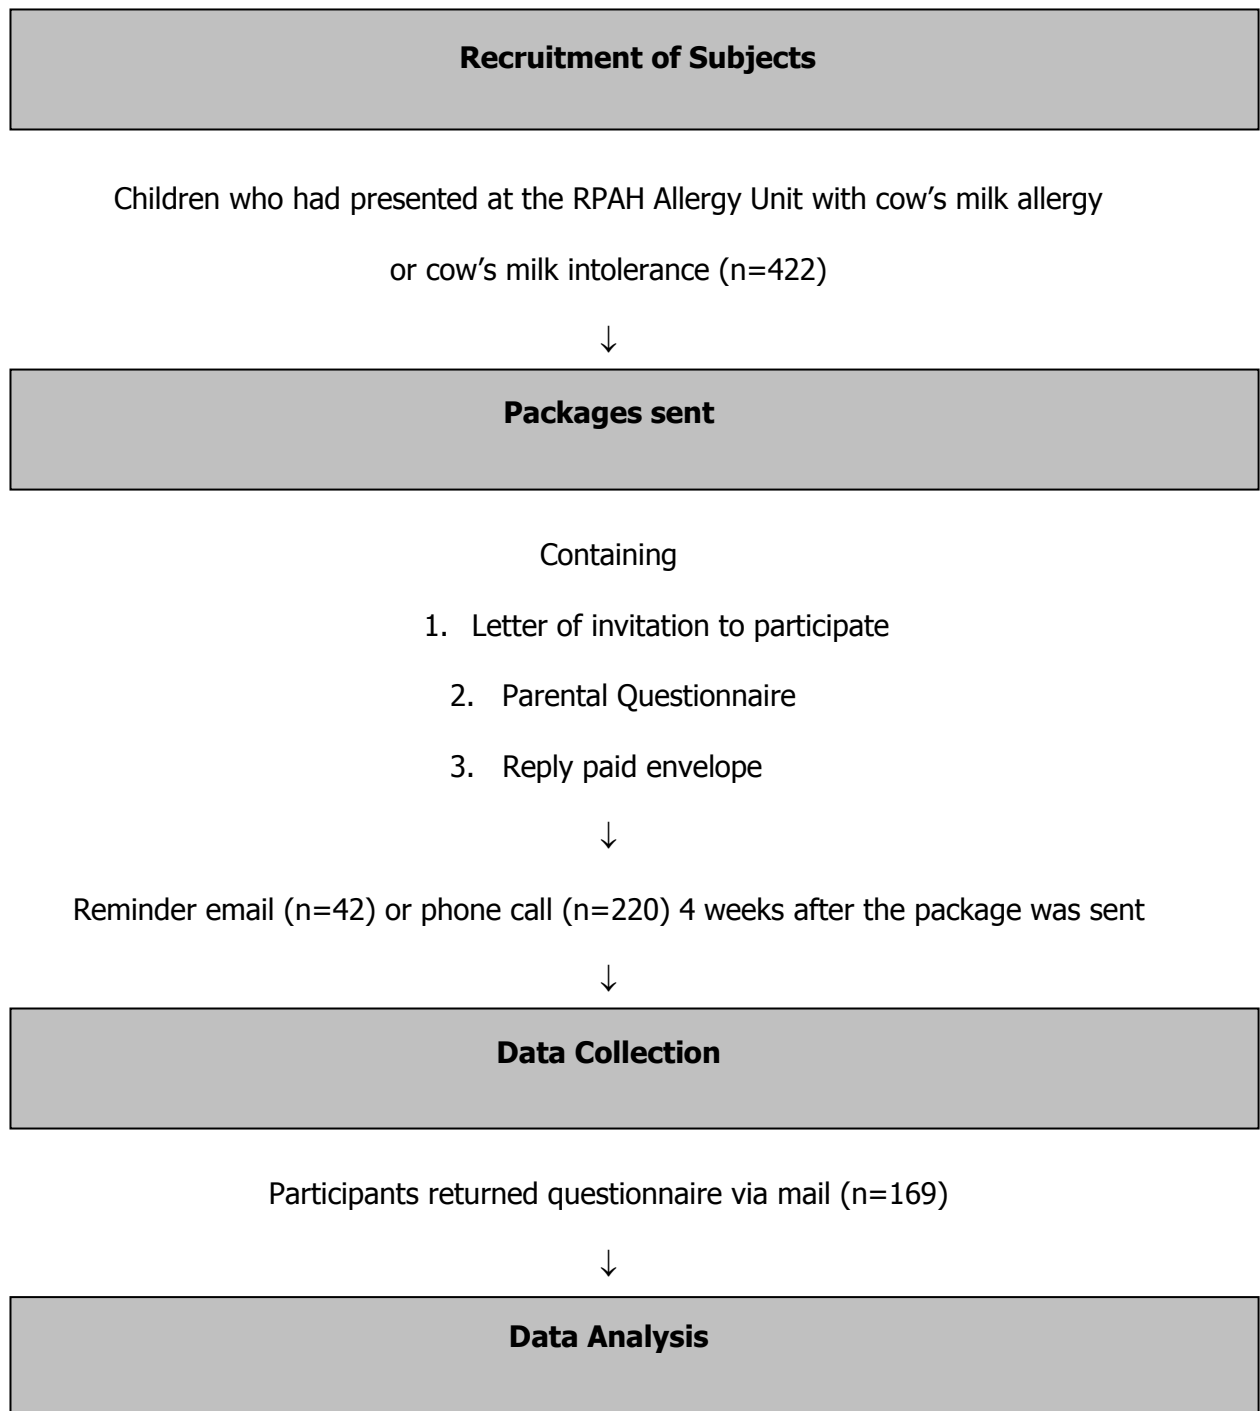 Recruitment of Subjects
Children who had presented at the RPAH Allergy Unit with cow’s milk allergy
or cow’s milk intolerance (n=422)
↓
Packages sent
Containing
1. Letter of invitation to participate
2. Parental Questionnaire
3. Reply paid envelope
↓
Reminder email (n=42) or phone call (n=220) 4 weeks after the package was sent
↓
Data Collection
Participants returned questionnaire via mail (n=169)
↓
Data Analysis